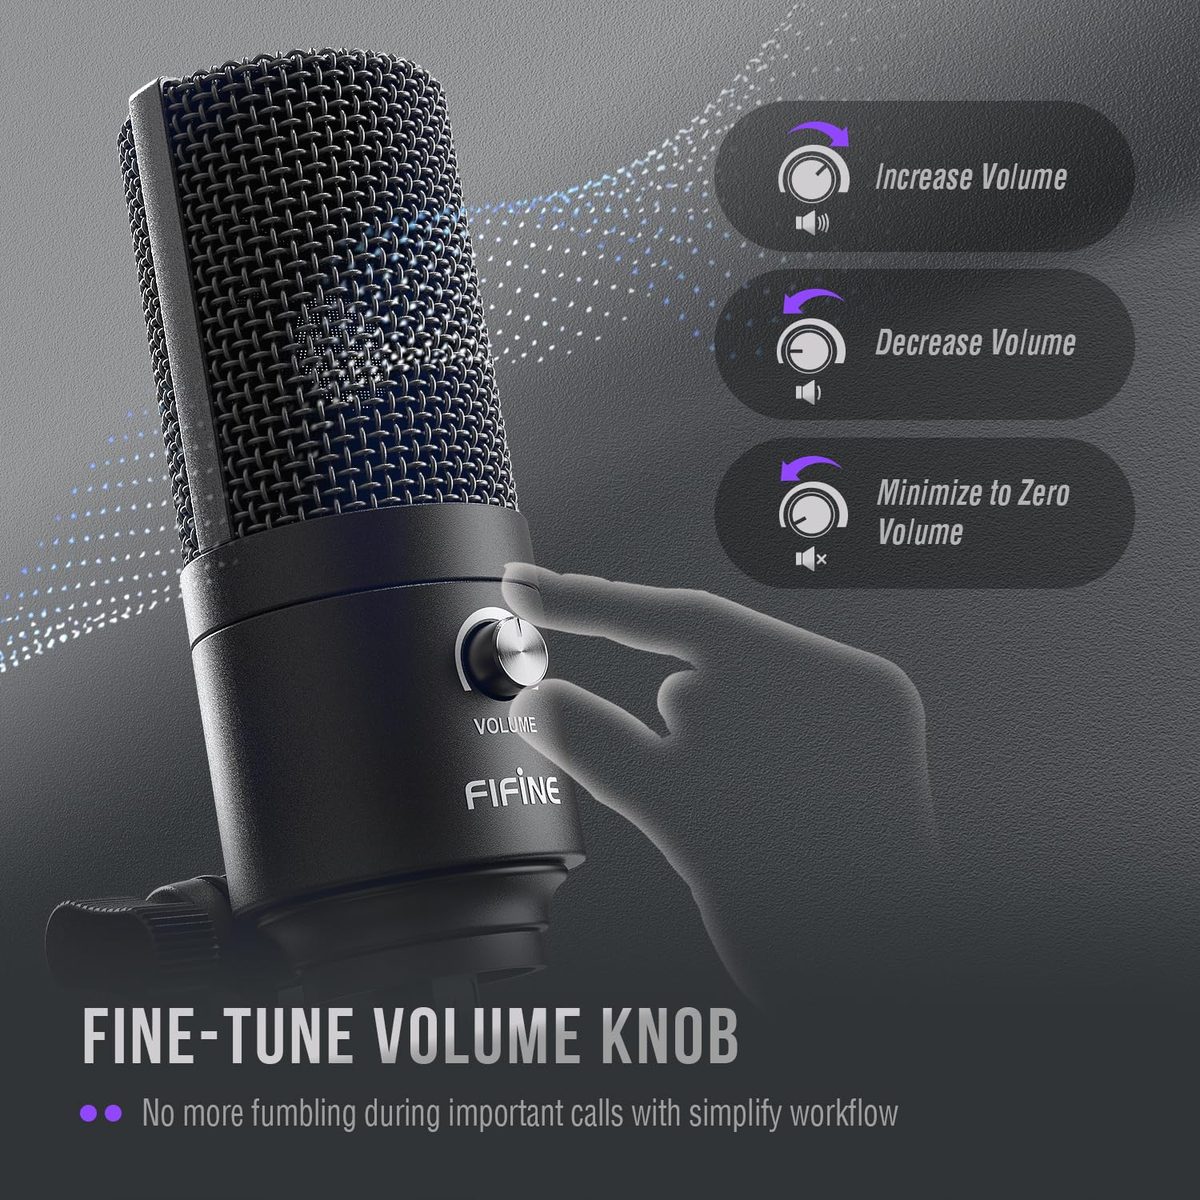 Increase Volume
Decrease Volume
Minimize to Zero
Volume
VOLUME
FIFINE
FINE-TUNE VOLUME KNOB
No more fumbling during important calls with simplify workflow